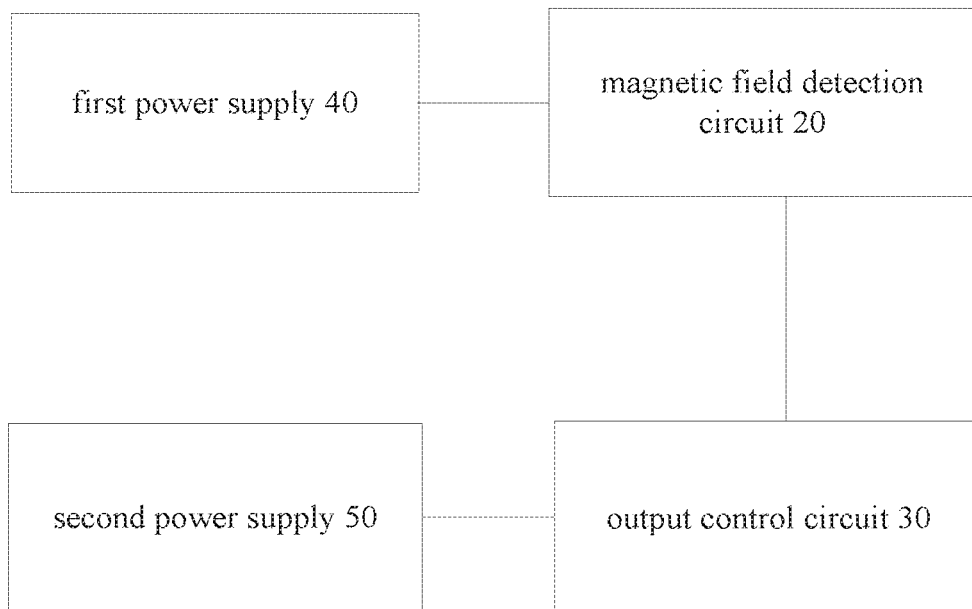 first power supply 40
magnetic field detection
circuit 20
second power supply 50
output control circuit 30